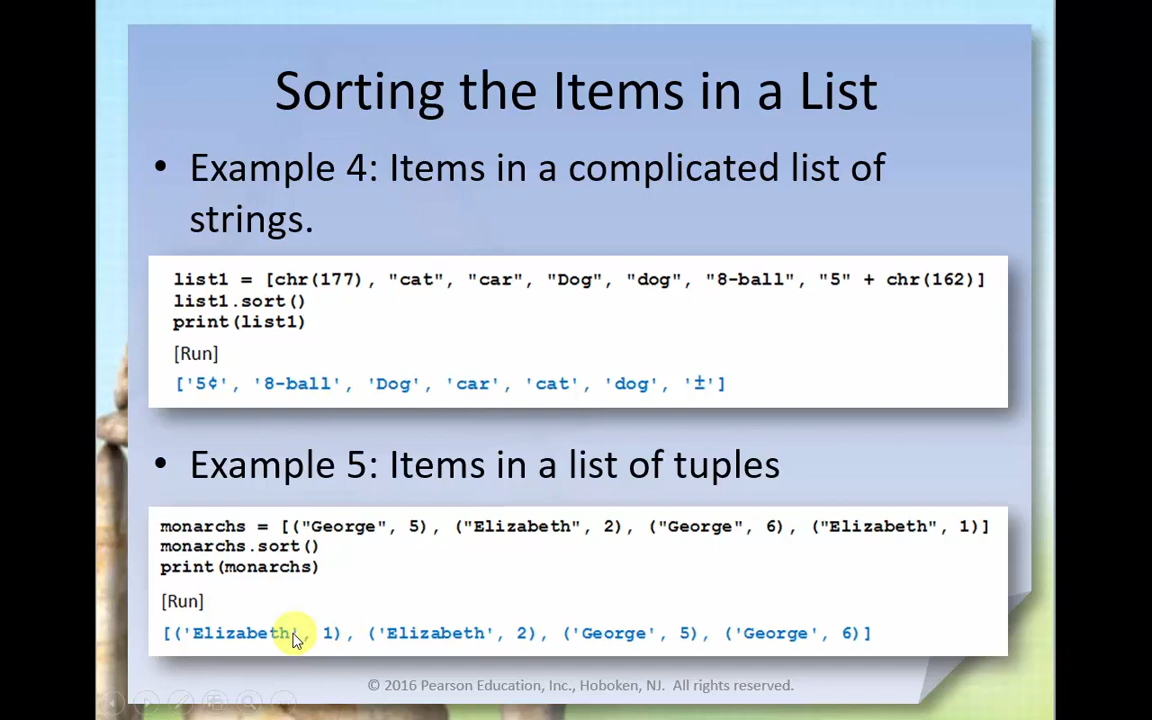 Sorting the Items in a List
• Example 4: Items in a complicated list of
strings.
list1 = [chr(177), "cat", "car", "Dog", "dog", "8-ball", "5" + chr(162)]
list1.sort()
print(list1)
[Run]
['5¢', '8-ball', 'Dog', 'car', 'cat', 'dog', '±']
• Example 5: Items in a list of tuples
monarchs = [("George", 5), ("Elizabeth", 2), ("George", 6), ("Elizabeth", 1)]
monarchs.sort()
print(monarchs)
[Run]
[('Elizabeth', 1), ('Elizabeth', 2), ('George', 5), ('George', 6)]
© 2016 Pearson Education, Inc., Hoboken, NJ. All rights reserved.